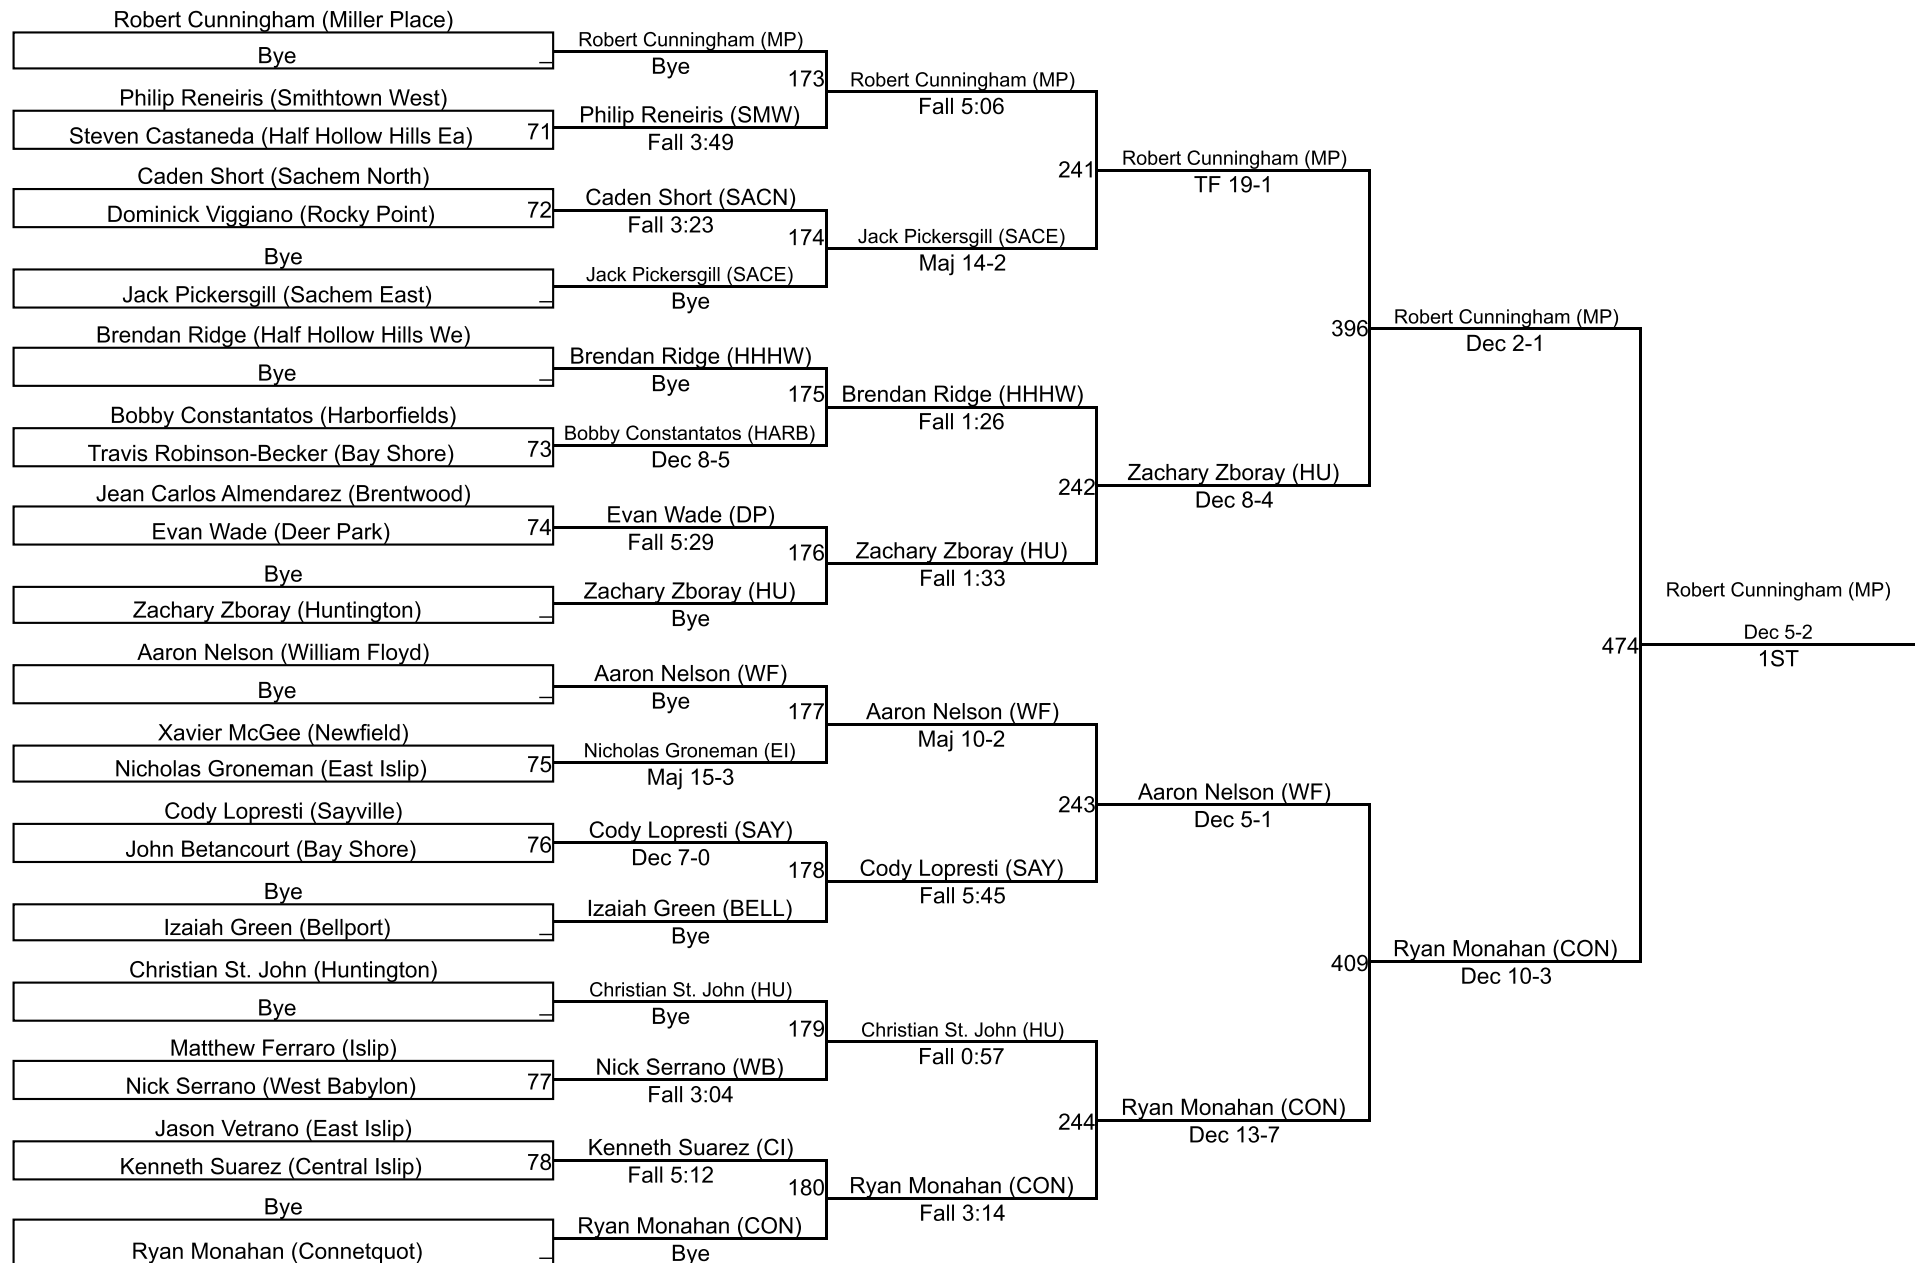 Robert Cunningham (Miller Place)
Bye
Philip Reneiris (Smithtown West)
Steven Castaneda (Half Hollow Hills Ea) 71
Caden Short (Sachem North)
Dominick Viggiano (Rocky Point) 72
Bye
Jack Pickersgill (Sachem East)
Brendan Ridge (Half Hollow Hills We)
Bye
Bobby Constantatos (Harborfields)
Travis Robinson-Becker (Bay Shore) 73
Jean Carlos Almendarez (Brentwood)
Evan Wade (Deer Park) 74
Bye
Zachary Zboray (Huntington)
Aaron Nelson (William Floyd)
Bye
Xavier McGee (Newfield)
Nicholas Groneman (East Islip) 75
Cody Lopresti (Sayville)
John Betancourt (Bay Shore) 76
Bye
Izaiah Green (Bellport)
Christian St. John (Huntington)
Bye
Matthew Ferraro (Islip)
Nick Serrano (West Babylon) 77
Jason Vetrano (East Islip)
Kenneth Suarez (Central Islip) 78
Bye
Ryan Monahan (Connetquot)
Robert Cunningham (MP)
Bye
173
Philip Reneiris (SMW)
Fall 3:49
Caden Short (SACN)
Fall 3:23
174
Jack Pickersgill (SACE)
Bye
Brendan Ridge (HHHW)
Bye
175
Bobby Constantatos (HARB)
Dec 8-5
Evan Wade (DP)
Fall 5:29
176
Zachary Zboray (HU)
Bye
Aaron Nelson (WF)
Bye
177
Nicholas Groneman (EI)
Maj 15-3
Cody Lopresti (SAY)
Dec 7-0
178
Izaiah Green (BELL)
Bye
Christian St. John (HU)
Bye
179
Nick Serrano (WB)
Fall 3:04
Kenneth Suarez (CI)
Fall 5:12
180
Ryan Monahan (CON)
Bye
Robert Cunningham (MP)
Fall 5:06
241
Jack Pickersgill (SACE)
Maj 14-2
Brendan Ridge (HHHW)
Fall 1:26
242
Zachary Zboray (HU)
Fall 1:33
Aaron Nelson (WF)
Maj 10-2
243
Cody Lopresti (SAY)
Fall 5:45
Christian St. John (HU)
Fall 0:57
244
Ryan Monahan (CON)
Fall 3:14
Robert Cunningham (MP)
TF 19-1
396
Zachary Zboray (HU)
Dec 8-4
Aaron Nelson (WF)
Dec 5-1
409
Ryan Monahan (CON)
Dec 13-7
Robert Cunningham (MP)
Dec 2-1
474
Ryan Monahan (CON)
Dec 10-3
Robert Cunningham (MP)
Dec 5-2
1ST